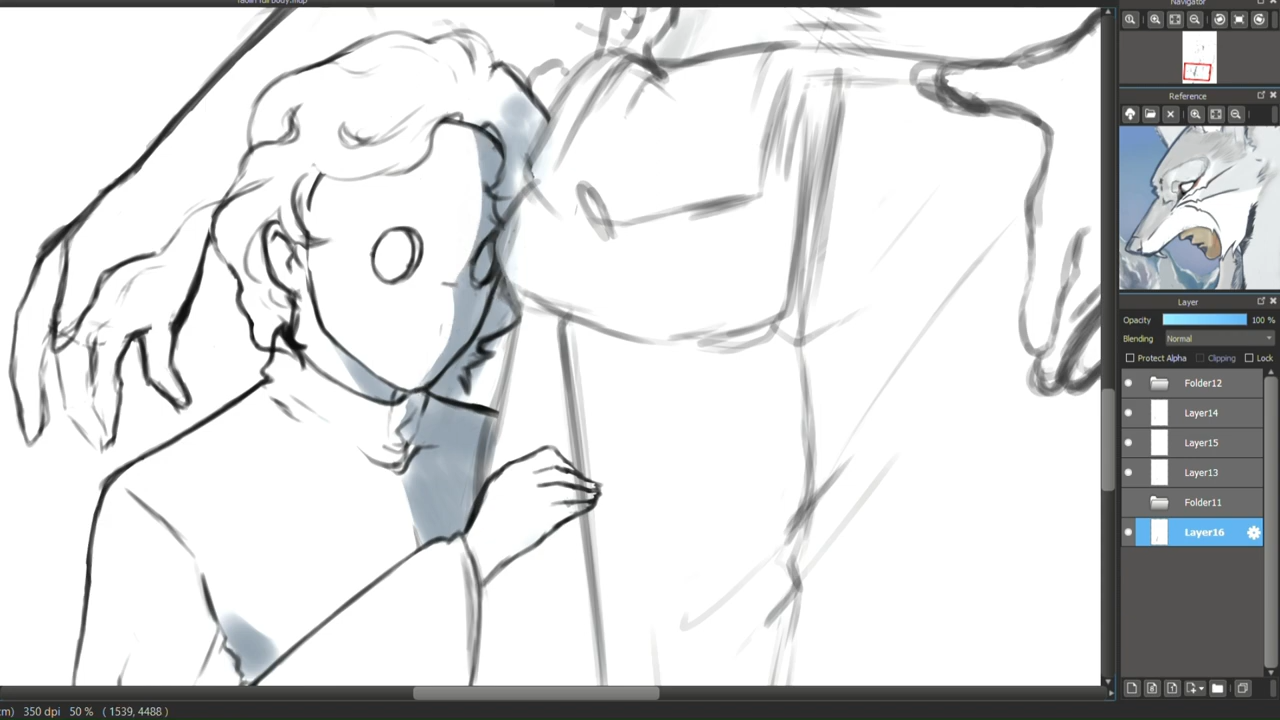 Navigator
Reference
Layer
Opacity 100 %
Blending Normal
Protect Alpha Clipping Lock
Folder12
Layer14
Layer15
Layer13
Folder11
Layer16
cm) 350 dpi 50 % ( 1539, 4488 )